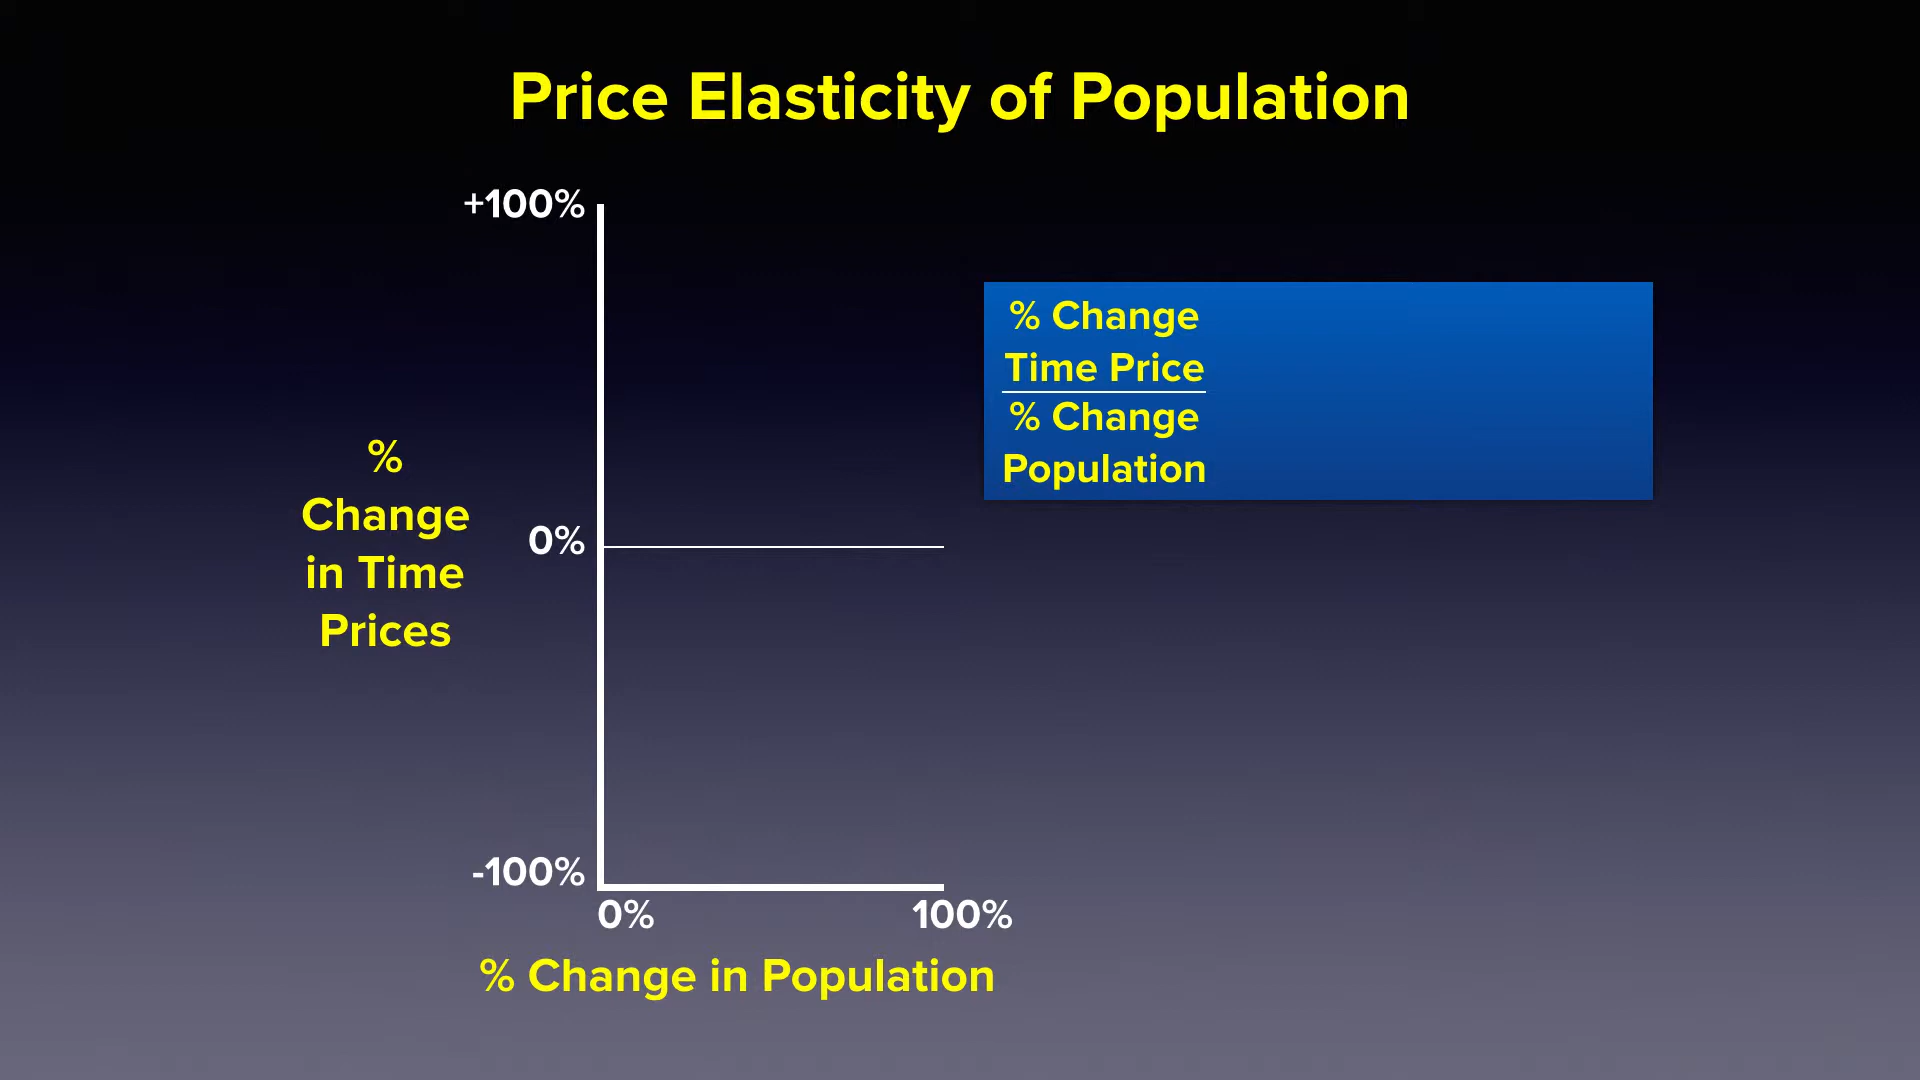 Price Elasticity of Population
+100%
% Change
Time Price
% Change
Population
%
Change
in Time
Prices
0%
-100%
0%
100%
% Change in Population